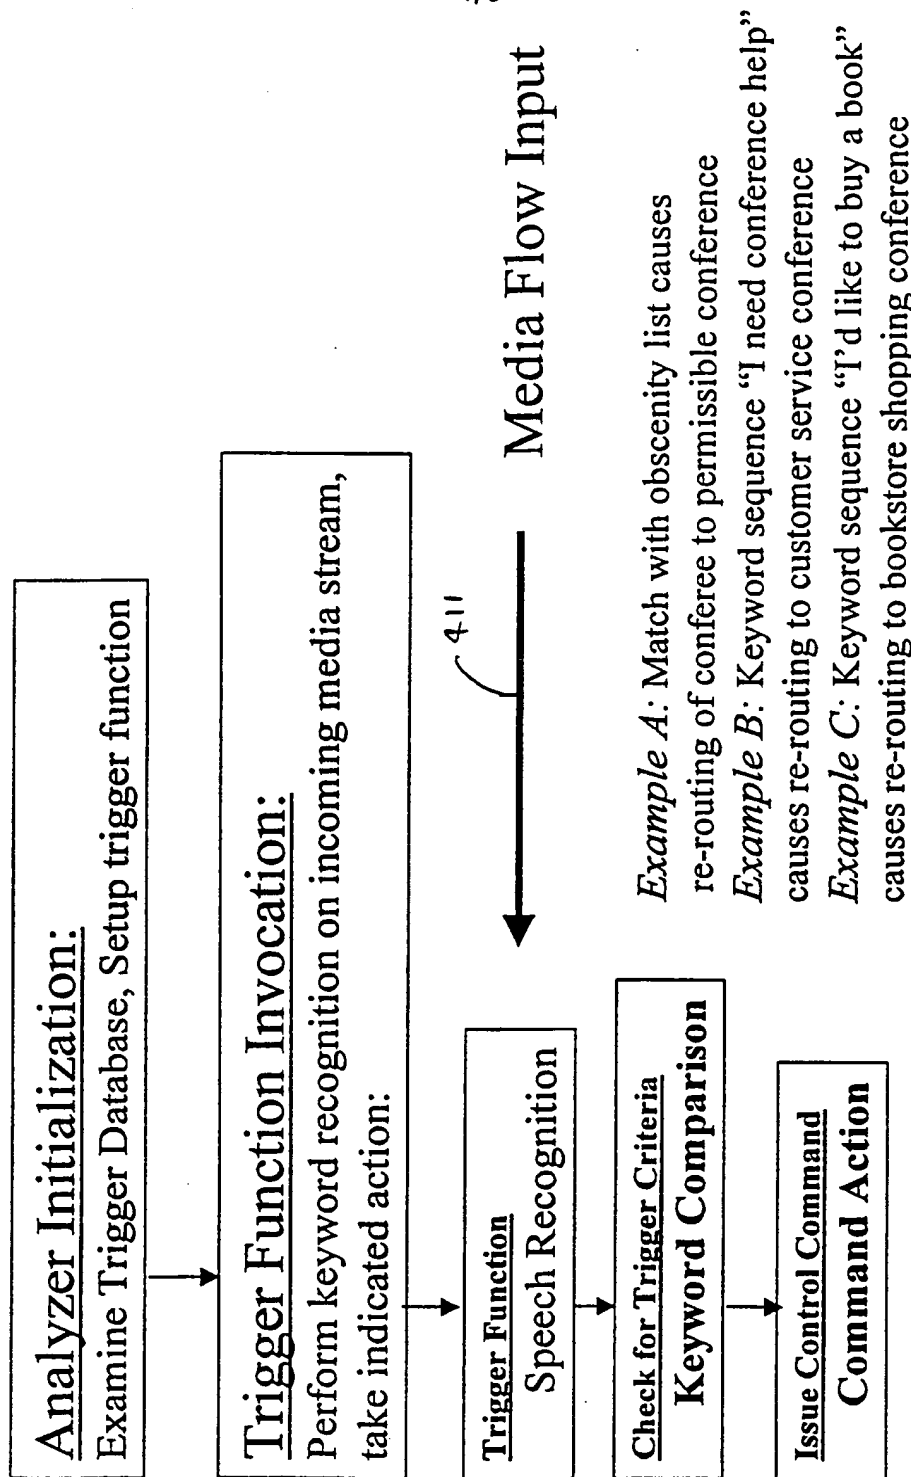 Analyzer Initialization:
Examine Trigger Database, Setup trigger function
Trigger Function Invocation:
Perform keyword recognition on incoming media stream,
take indicated action:
Trigger Function
Speech Recognition
411
Media Flow Input
Check for Trigger Criteria
Keyword Comparison
Issue Control Command
Command Action
Example A: Match with obscenity list causes
re-routing of conferee to permissible conference
Example B: Keyword sequence “I need conference help”
causes re-routing to customer service conference
Example C: Keyword sequence “I'd like to buy a book”
causes re-routing to bookstore shopping conference